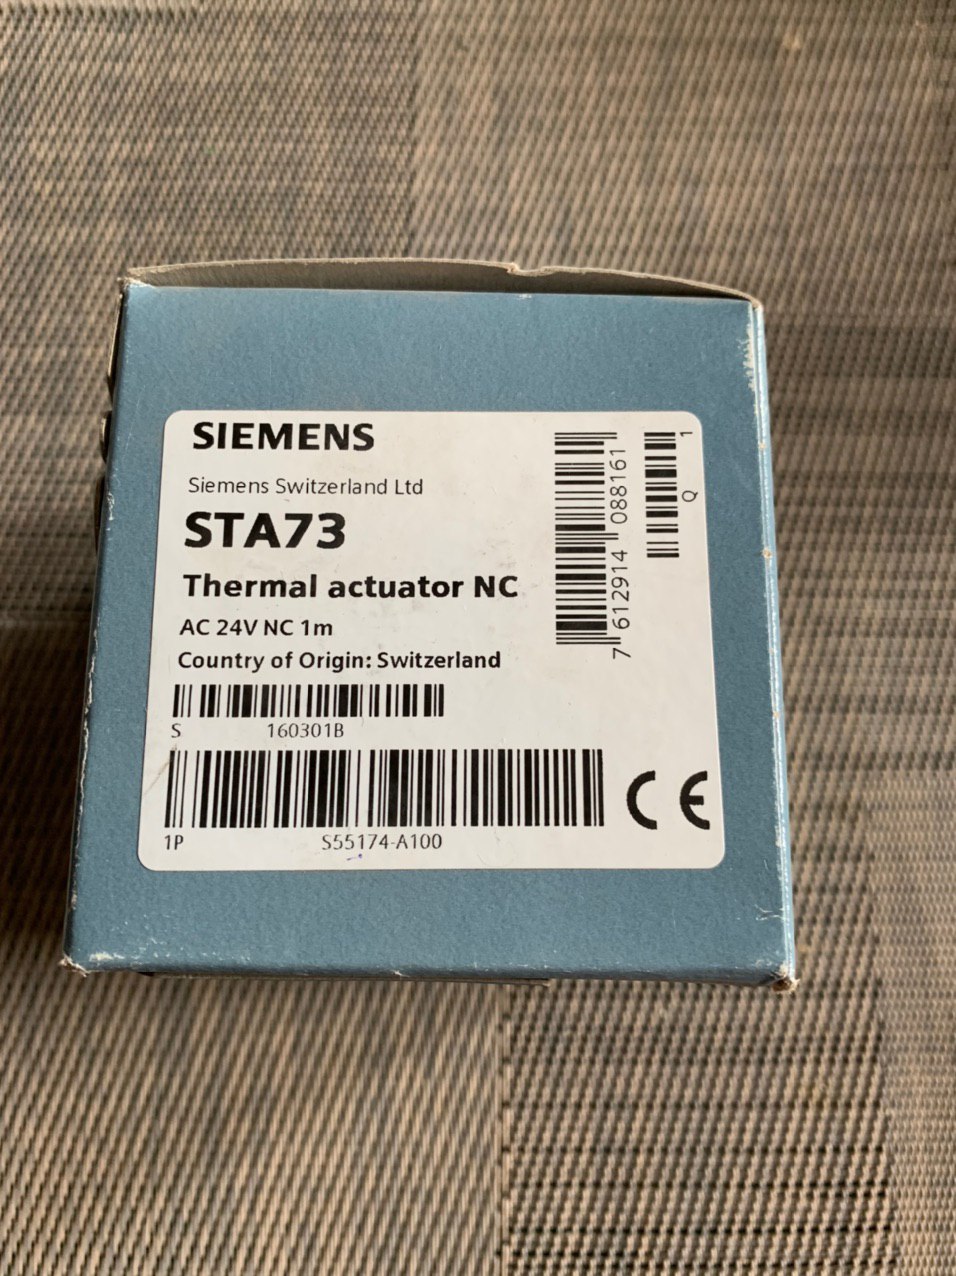 SIEMENS
Siemens Switzerland Ltd
STA73
Thermal actuator NC
AC 24V NC 1m
Country of Origin: Switzerland
S 160301B
1P S55174-A100
CE
7 612914 088161
Q 1